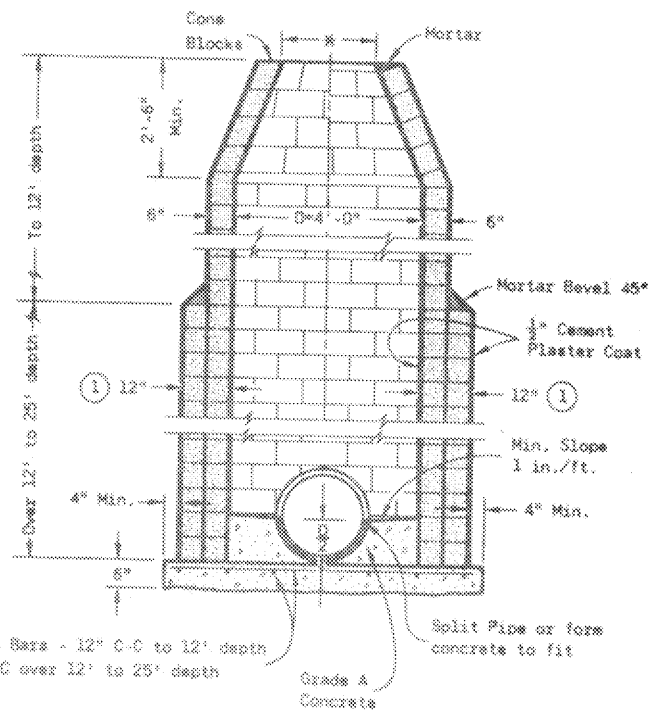 Cone
Blocks
Mortar
2'-6"
Min.
To 12' depth
6"
D=4'-0"
6"
Mortar Bevel 45°
½" Cement
Plaster Coat
Over 12' to 25' depth
1 12"
12" 1
Min. Slope
1 in./ft.
4" Min.
4" Min.
D
6"
Bars - 12" C-C to 12' depth
C over 12' to 25' depth
Split Pipe or form
concrete to fit
Grade A
Concrete